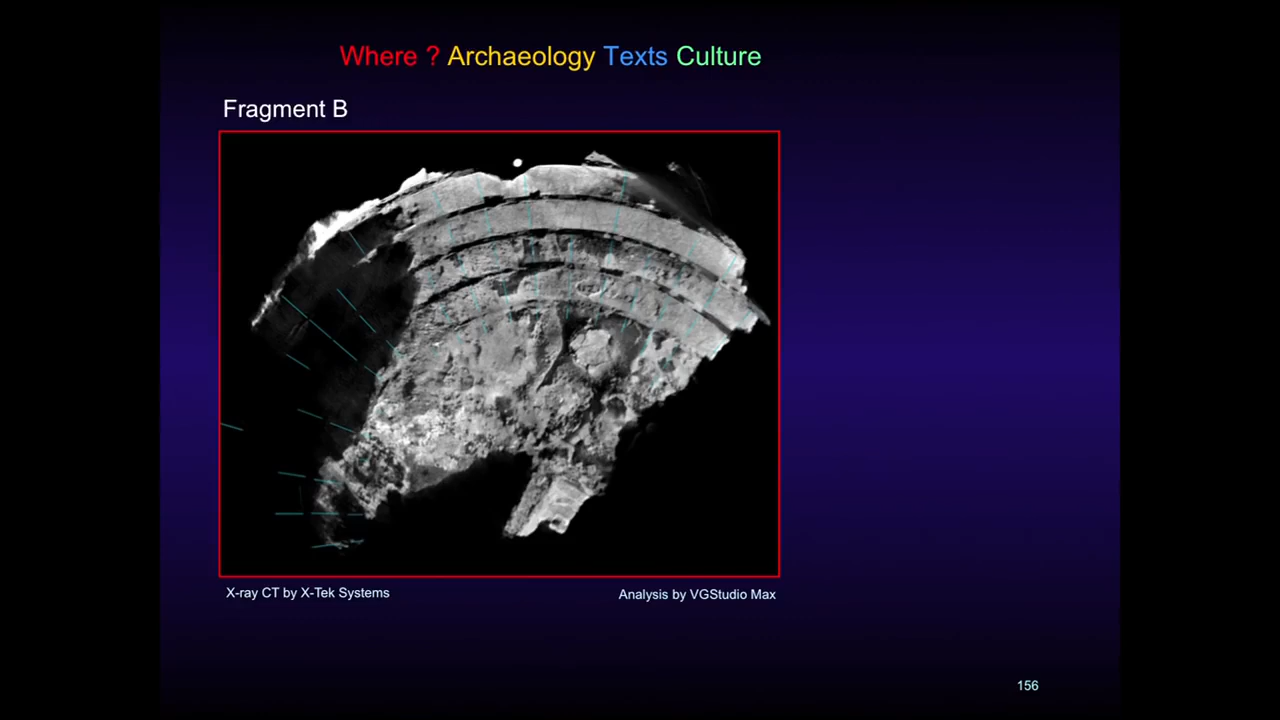 Where ? Archaeology Texts Culture
Fragment B
X-ray CT by X-Tek Systems
Analysis by VGStudio Max
156